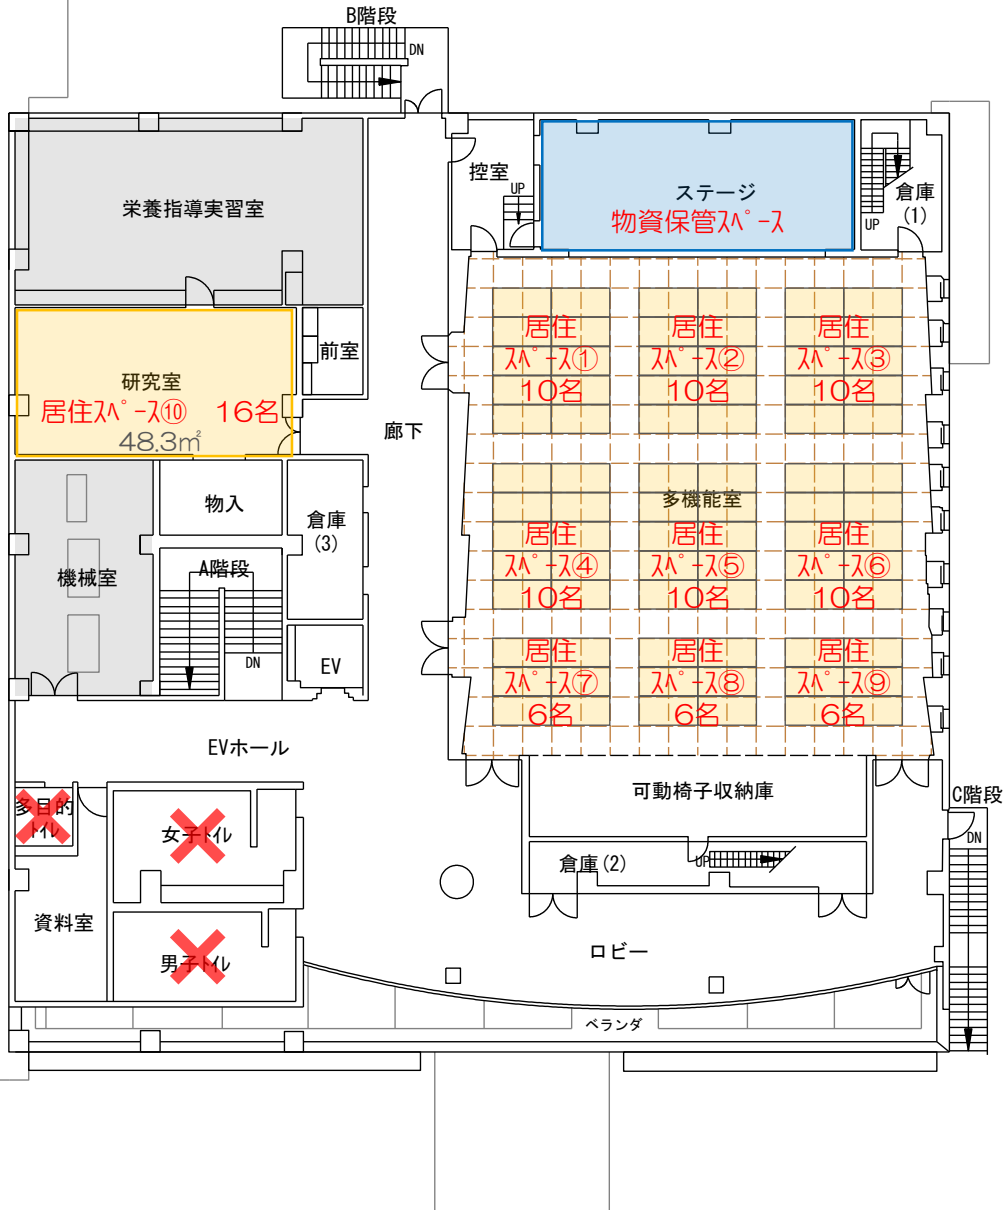 B階段
DN
栄養指導実習室
控室
UP
ステージ
物資保管スペース
倉庫
(1)
UP
研究室
居住スペース⑩ 16名
48.3㎡
前室
廊下
居住
スペース①
10名
居住
スペース②
10名
居住
スペース③
10名
多機能室
居住
スペース④
10名
居住
スペース⑤
10名
居住
スペース⑥
10名
居住
スペース⑦
6名
居住
スペース⑧
6名
居住
スペース⑨
6名
物入
倉庫
(3)
機械室
A階段
DN
EV
EVホール
多目的
トイレ
女子トイレ
男子トイレ
資料室
可動椅子収納庫
倉庫(2)
UP
C階段
DN
ロビー
ベランダ